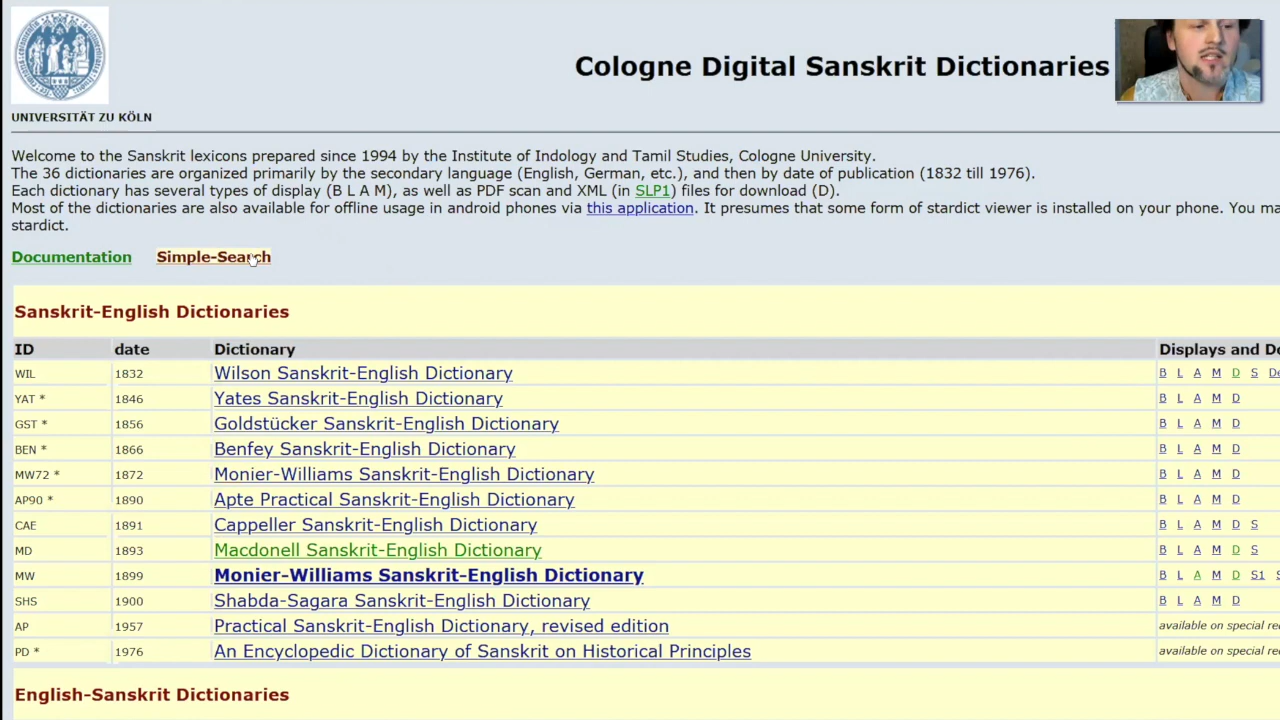 Cologne Digital Sanskrit Dictionaries
UNIVERSITÄT ZU KÖLN
Welcome to the Sanskrit lexicons prepared since 1994 by the Institute of Indology and Tamil Studies, Cologne University.
The 36 dictionaries are organized primarily by the secondary language (English, German, etc.), and then by date of publication (1832 till 1976).
Each dictionary has several types of display (B L A M), as well as PDF scan and XML (in SLP1) files for download (D).
Most of the dictionaries are also available for offline usage in android phones via this application. It presumes that some form of stardict viewer is installed on your phone. You
stardict.
Documentation Simple-Search
Sanskrit-English Dictionaries
ID date Dictionary Displays and
WIL 1832 Wilson Sanskrit-English Dictionary B L A M D S
YAT * 1846 Yates Sanskrit-English Dictionary B L A M D
GST * 1856 Goldstücker Sanskrit-English Dictionary B L A M D
BEN * 1866 Benfey Sanskrit-English Dictionary B L A M D
MW72 * 1872 Monier-Williams Sanskrit-English Dictionary B L A M D
AP90 * 1890 Apte Practical Sanskrit-English Dictionary B L A M D
CAE 1891 Cappeller Sanskrit-English Dictionary B L A M D S
MD 1893 Macdonell Sanskrit-English Dictionary B L A M D S
MW 1899 Monier-Williams Sanskrit-English Dictionary B L A M D S1
SHS 1900 Shabda-Sagara Sanskrit-English Dictionary B L A M D
AP 1957 Practical Sanskrit-English Dictionary, revised edition available on special
PD * 1976 An Encyclopedic Dictionary of Sanskrit on Historical Principles available on special
English-Sanskrit Dictionaries